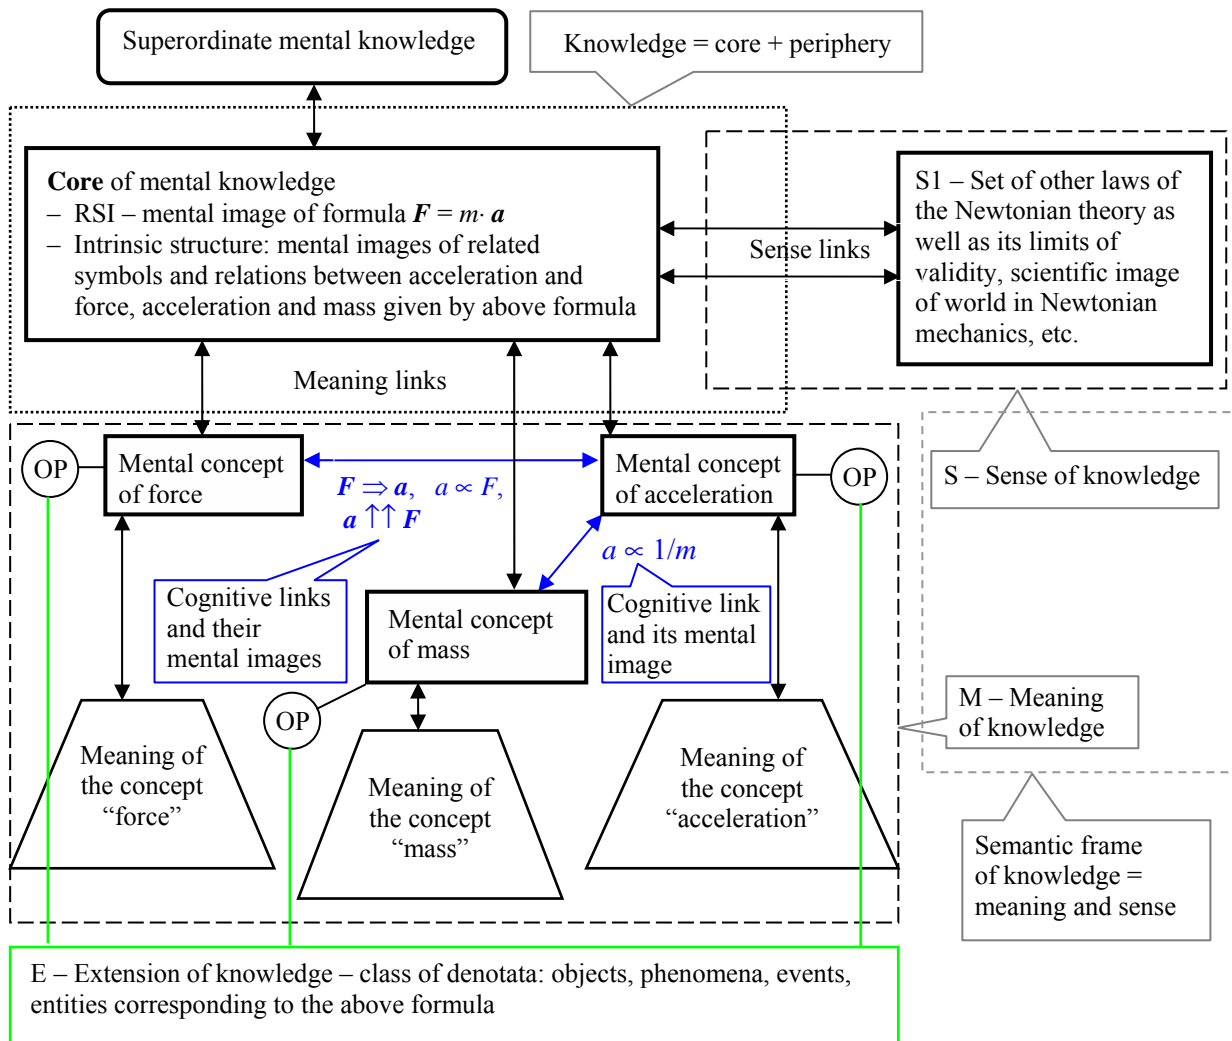 Superordinate mental knowledge
Knowledge = core + periphery
Core of mental knowledge
– RSI – mental image of formula F = m· a
– Intrinsic structure: mental images of related
symbols and relations between acceleration and
force, acceleration and mass given by above formula
Sense links
S1 – Set of other laws of
the Newtonian theory as
well as its limits of
validity, scientific image
of world in Newtonian
mechanics, etc.
Meaning links
S – Sense of knowledge
OP
Mental concept
of force
F ⇒ a, a ∝ F,
a ↑↑ F
Mental concept
of acceleration
OP
a ∝ 1/m
Cognitive links
and their
mental images
Mental concept
of mass
Cognitive link
and its mental
image
OP
M – Meaning
of knowledge
Meaning of
the concept
“force”
Meaning of
the concept
“mass”
Meaning of
the concept
“acceleration”
Semantic frame
of knowledge =
meaning and sense
E – Extension of knowledge – class of denotata: objects, phenomena, events,
entities corresponding to the above formula